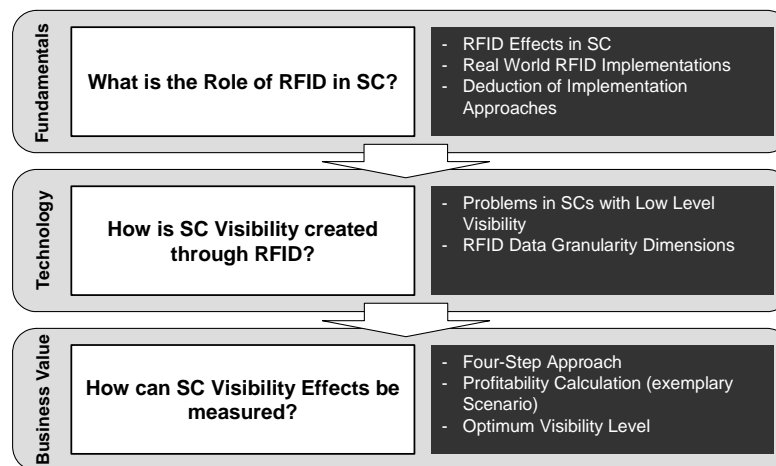 Fundamentals
What is the Role of RFID in SC?
- RFID Effects in SC
- Real World RFID Implementations
- Deduction of Implementation
Approaches
Technology
How is SC Visibility created
through RFID?
- Problems in SCs with Low Level
Visibility
- RFID Data Granularity Dimensions
Business Value
How can SC Visibility Effects be
measured?
- Four-Step Approach
- Profitability Calculation (exemplary
Scenario)
- Optimum Visibility Level